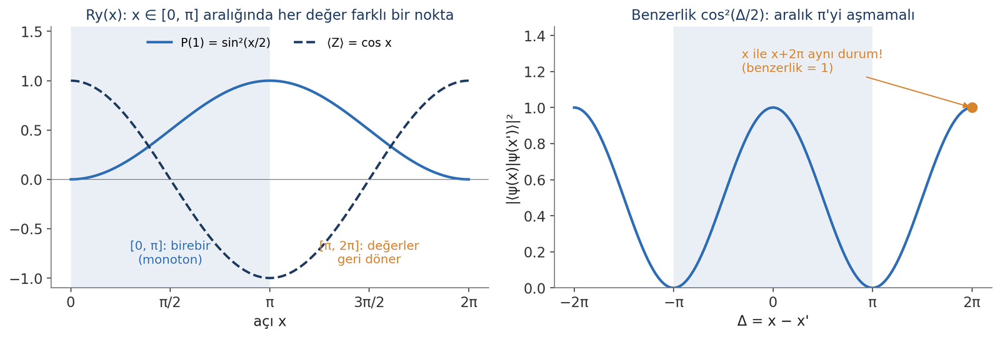 Ry(x): x ∈ [0, π] aralığında her değer farklı bir nokta
P(1) = sin²(x/2)
⟨Z⟩ = cos x
1.5
1.0
0.5
0.0
−0.5
−1.0
[0, π]: birebir
(monoton)
[π, 2π]: değerler
geri döner
0
π/2
π
3π/2
2π
açı x
Benzerlik cos²(Δ/2): aralık π'yi aşmamalı
|⟨ψ(x)|ψ(x')⟩|²
1.4
1.2
1.0
0.8
0.6
0.4
0.2
0.0
x ile x+2π aynı durum!
(benzerlik = 1)
−2π
−π
0
π
2π
Δ = x − x'